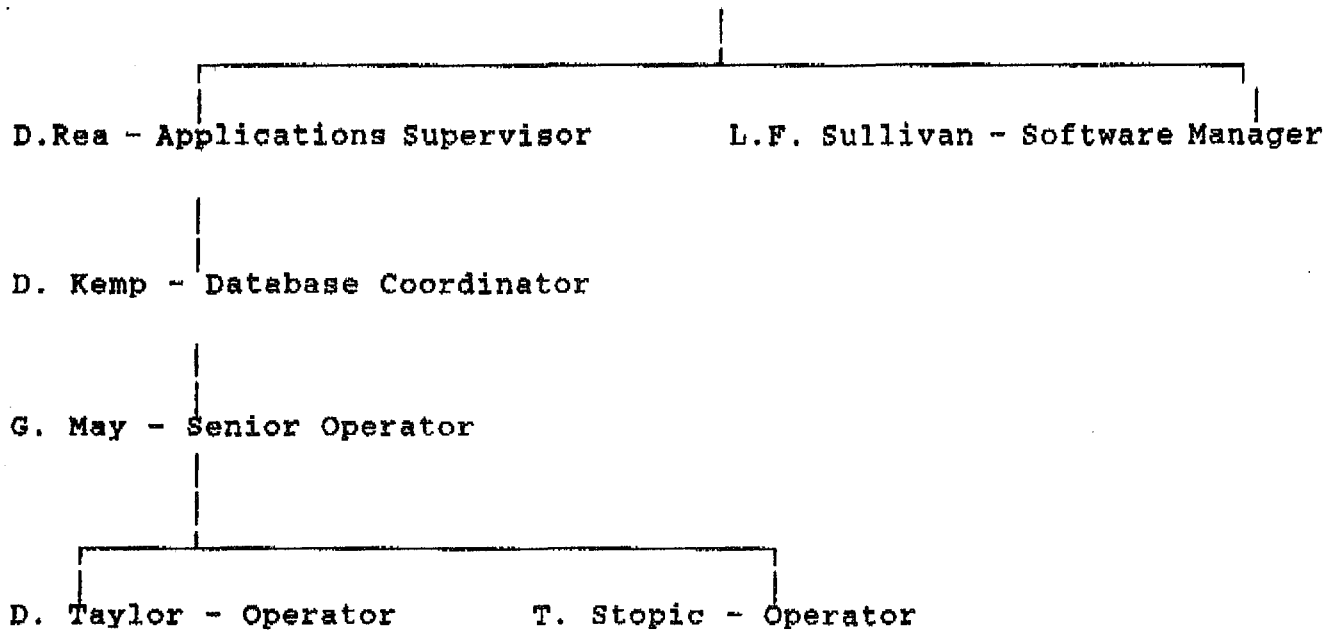 D.Rea - Applications Supervisor L.F. Sullivan - Software Manager
D. Kemp - Database Coordinator
G. May - Senior Operator
D. Taylor - Operator T. Stopic - Operator